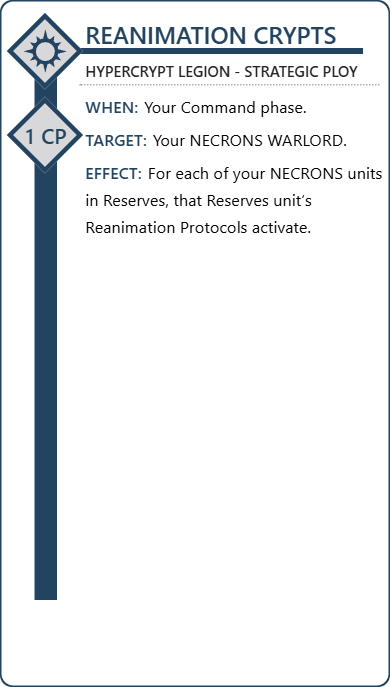 REANIMATION CRYPTS
HYPERCRYPT LEGION - STRATEGIC PLOY
WHEN: Your Command phase.
1 CP
TARGET: Your NECRONS WARLORD.
EFFECT: For each of your NECRONS units
in Reserves, that Reserves unit’s
Reanimation Protocols activate.